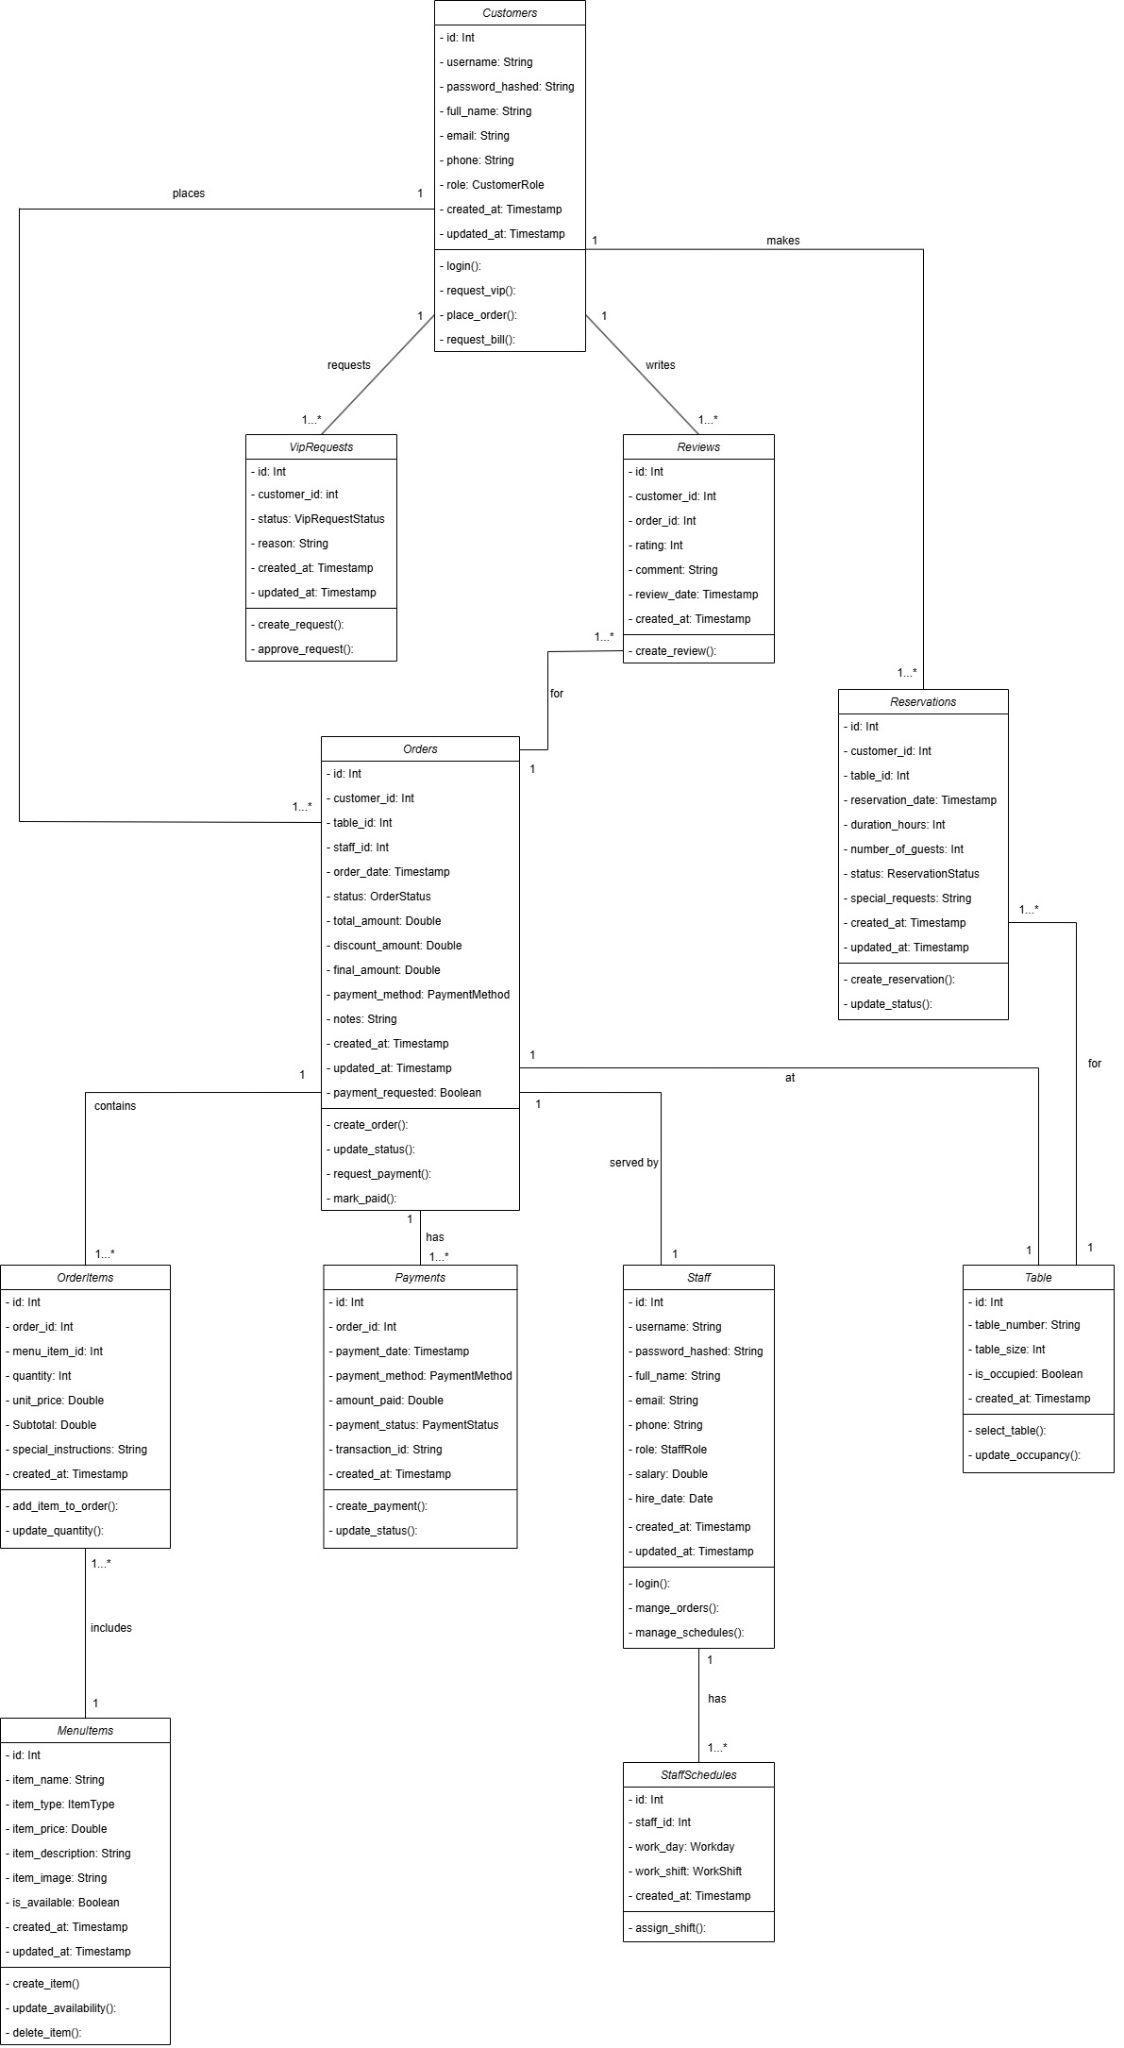 Customers
- id: Int
- username: String
- password_hashed: String
- full_name: String
- email: String
- phone: String
- role: CustomerRole
- created_at: Timestamp
- updated_at: Timestamp
- login():
- request_vip():
- place_order():
- request_bill():
places
1
1
makes
1
requests
1...*
1
writes
1...*
VipRequests
- id: Int
- customer_id: int
- status: VipRequestStatus
- reason: String
- created_at: Timestamp
- updated_at: Timestamp
- create_request():
- approve_request():
Reviews
- id: Int
- customer_id: Int
- order_id: Int
- rating: Int
- comment: String
- review_date: Timestamp
- created_at: Timestamp
- create_review():
1...*
for
1
1...*
Reservations
- id: Int
- customer_id: Int
- table_id: Int
- reservation_date: Timestamp
- duration_hours: Int
- number_of_guests: Int
- status: ReservationStatus
- special_requests: String
- created_at: Timestamp
- updated_at: Timestamp
- create_reservation():
- update_status():
1...*
for
1
1...*
Orders
- id: Int
- customer_id: Int
- table_id: Int
- staff_id: Int
- order_date: Timestamp
- status: OrderStatus
- total_amount: Double
- discount_amount: Double
- final_amount: Double
- payment_method: PaymentMethod
- notes: String
- created_at: Timestamp
- updated_at: Timestamp
- payment_requested: Boolean
- create_order():
- update_status():
- request_payment():
- mark_paid():
1
at
1
1
served by
1
1
contains
1...*
1
has
1...*
OrderItems
- id: Int
- order_id: Int
- menu_item_id: Int
- quantity: Int
- unit_price: Double
- Subtotal: Double
- special_instructions: String
- created_at: Timestamp
- add_item_to_order():
- update_quantity():
Payments
- id: Int
- order_id: Int
- payment_date: Timestamp
- payment_method: PaymentMethod
- amount_paid: Double
- payment_status: PaymentStatus
- transaction_id: String
- created_at: Timestamp
- create_payment():
- update_status():
Staff
- id: Int
- username: String
- password_hashed: String
- full_name: String
- email: String
- phone: String
- role: StaffRole
- salary: Double
- hire_date: Date
- created_at: Timestamp
- updated_at: Timestamp
- login():
- mange_orders():
- manage_schedules():
Table
- id: Int
- table_number: String
- table_size: Int
- is_occupied: Boolean
- created_at: Timestamp
- select_table():
- update_occupancy():
1...*
includes
1
1
has
1...*
MenuItems
- id: Int
- item_name: String
- item_type: ItemType
- item_price: Double
- item_description: String
- item_image: String
- is_available: Boolean
- created_at: Timestamp
- updated_at: Timestamp
- create_item()
- update_availability():
- delete_item():
StaffSchedules
- id: Int
- staff_id: Int
- work_day: Workday
- work_shift: WorkShift
- created_at: Timestamp
- assign_shift():